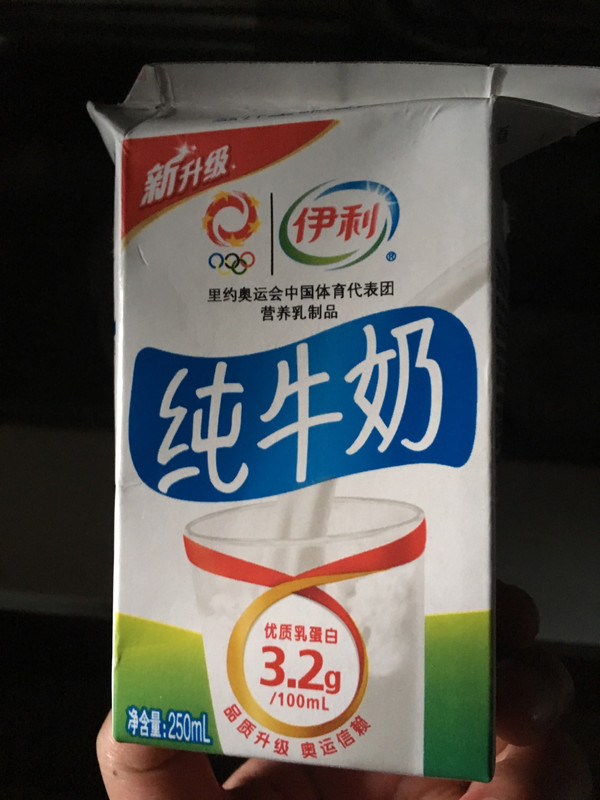 新升级
伊利
®
里约奥运会中国体育代表团
营养乳制品
纯牛奶
优质乳蛋白
3.2g
/100mL
品质升级 奥运信赖
净含量:250mL